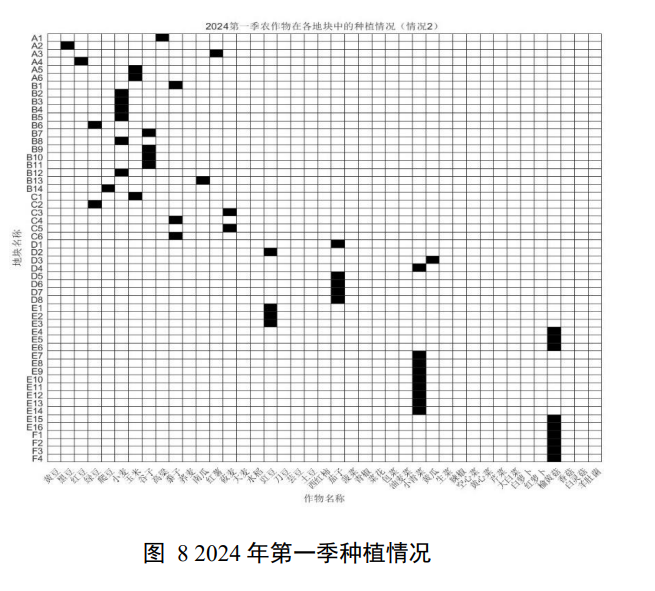 2024第一季农作物在各地块中的种植情况（情况2）
A1
A2
A3
A4
A5
A6
B1
B2
B3
B4
B5
B6
B7
B8
B9
B10
B11
B12
B13
B14
C1
C2
C3
C4
C5
C6
D1
D2
D3
D4
D5
D6
D7
D8
E1
E2
E3
E4
E5
E6
E7
E8
E9
E10
E11
E12
E13
E14
E15
E16
F1
F2
F3
F4
地块名称
黄豆
黑豆
红豆
绿豆
爬豆
小麦
玉米
谷子
高粱
黍子
荞麦
南瓜
红薯
莜麦
大麦
水稻
豇豆
刀豆
芸豆
土豆
西红柿
茄子
菠菜
青椒
菜花
包菜
油麦菜
小青菜
黄瓜
生菜
辣椒
空心菜
黄心菜
芹菜
大白菜
白萝卜
红萝卜
榆黄菇
香菇
白灵菇
羊肚菌
作物名称
图 8 2024 年第一季种植情况